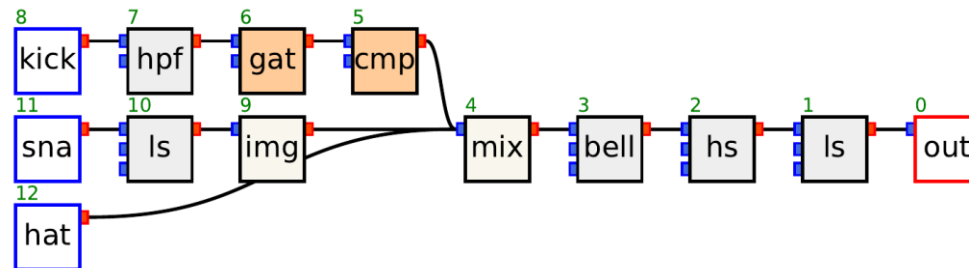 8 7 6 5
kick hpf gat cmp
11 10 9 4 3 2 1 0
sna ls img mix bell hs ls out
12
hat